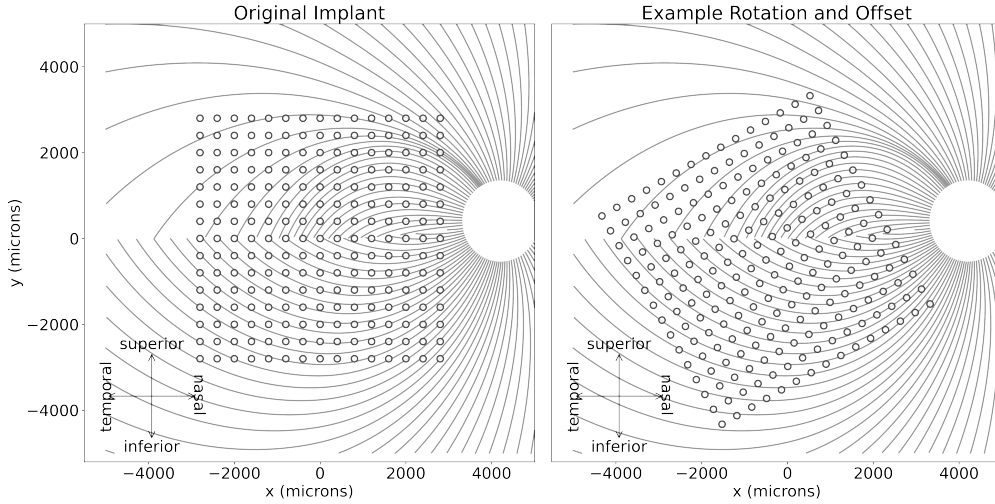 Original Implant
Example Rotation and Offset
y (microns)
4000
2000
0
−2000
−4000
superior
temporal
nasal
inferior
superior
temporal
nasal
inferior
−4000 −2000 0 2000 4000
−4000 −2000 0 2000 4000
x (microns)
x (microns)